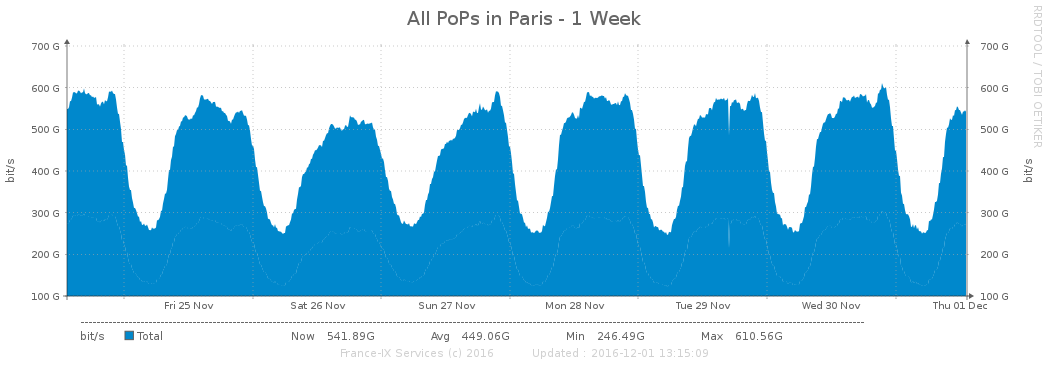 All PoPs in Paris - 1 Week
RRDTOOL / TOBI OETIKER
700 G 700 G
600 G 600 G
500 G 500 G
400 G 400 G
300 G 300 G
200 G 200 G
100 G 100 G
bit/s bit/s
Fri 25 Nov Sat 26 Nov Sun 27 Nov Mon 28 Nov Tue 29 Nov Wed 30 Nov Thu 01 Dec
bit/s Total Now 541.89G Avg 449.06G Min 246.49G Max 610.56G
France-IX Services (c) 2016 Updated : 2016-12-01 13:15:09